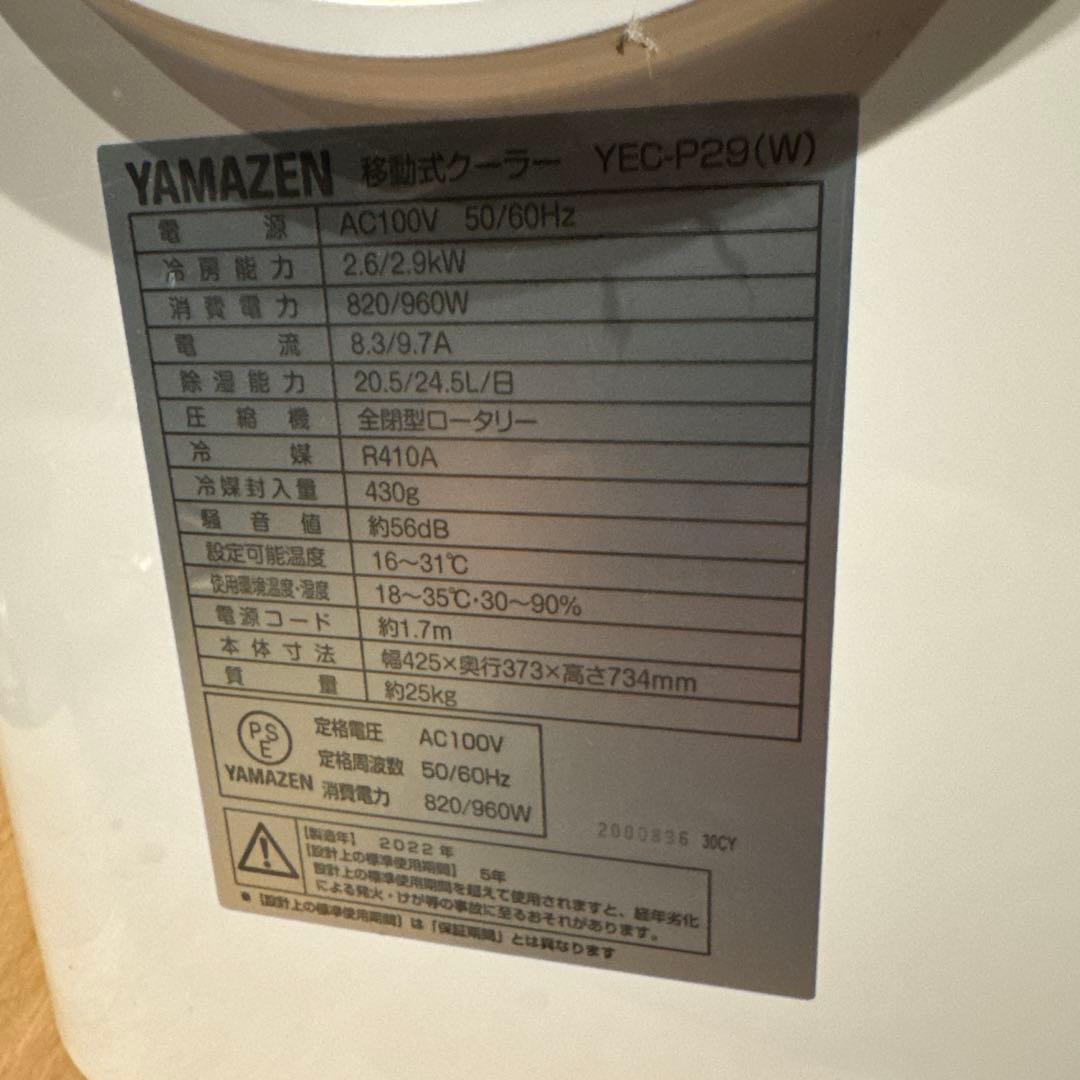 YAMAZEN 移動式クーラー YEC-P29(W)
電源 AC100V 50/60Hz
冷房能力 2.6/2.9kW
消費電力 820/960W
電流 8.3/9.7A
除湿能力 20.5/24.5L/日
圧縮機 全閉型ロータリー
冷媒 R410A
冷媒封入量 430g
騒音値 約56dB
設定可能温度 16~31℃
使用環境温度・湿度 18~35℃・30~90%
電源コード 約1.7m
本体寸法 幅425×奥行373×高さ734mm
質量 約25kg
PSE
YAMAZEN
定格電圧 AC100V
定格周波数 50/60Hz
消費電力 820/960W
2000836 30CY
【製造年】 2022年
【設計上の標準使用期間】 5年
設計上の標準使用期間を超えて使用されますと、経年劣化
による発火・けが等の事故に至るおそれがあります。
●【設計上の標準使用期間】は「保証期間」とは異なります